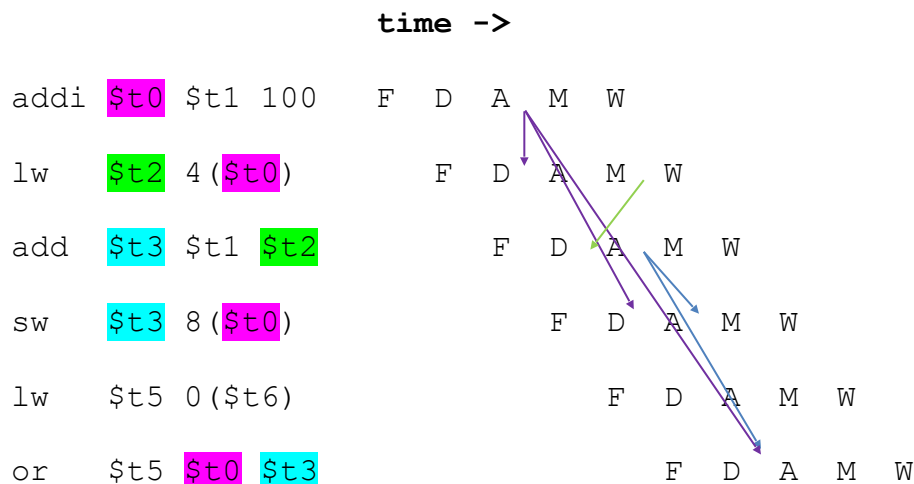 time ->
addi $t0 $t1 100 F D A M W
lw $t2 4($t0) F D A M W
add $t3 $t1 $t2 F D A M W
sw $t3 8($t0) F D A M W
lw $t5 0($t6) F D A M W
or $t5 $t0 $t3 F D A M W